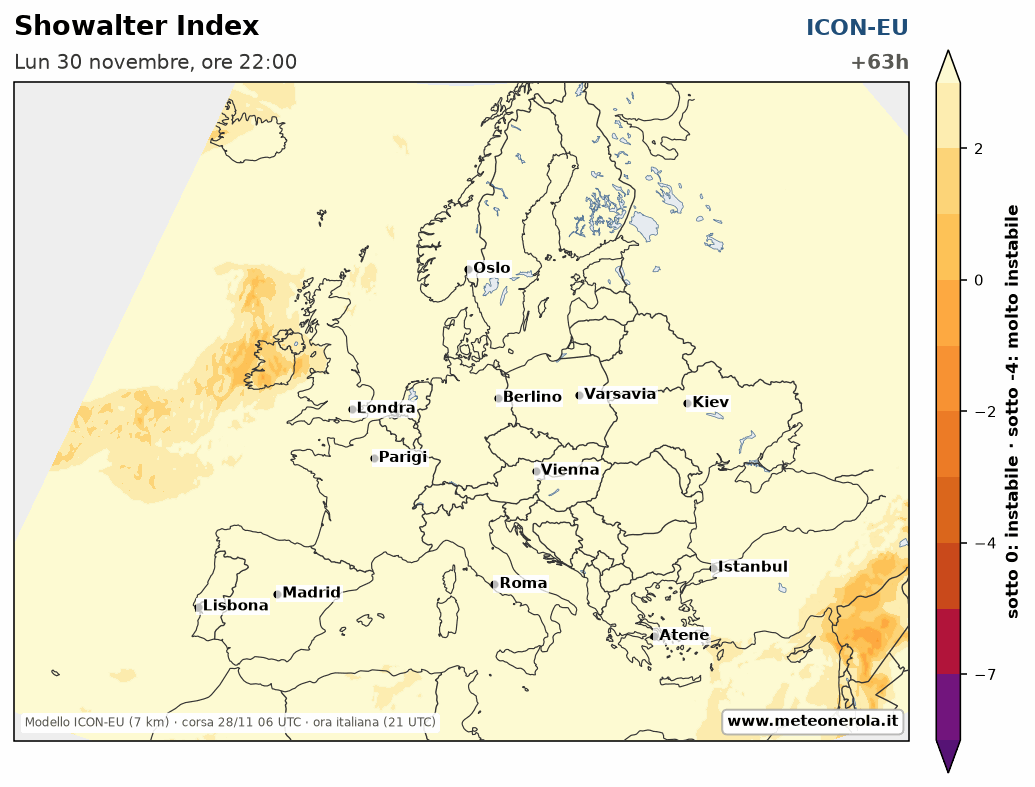 Showalter Index
ICON-EU
Lun 30 novembre, ore 22:00
+63h
2
0
−2
−4
−7
sotto 0: instabile · sotto -4: molto instabile
Oslo
Berlino
Varsavia
Kiev
Londra
Parigi
Vienna
Istanbul
Roma
Madrid
Lisbona
Atene
Modello ICON-EU (7 km) · corsa 28/11 06 UTC · ora italiana (21 UTC)
www.meteonerola.it